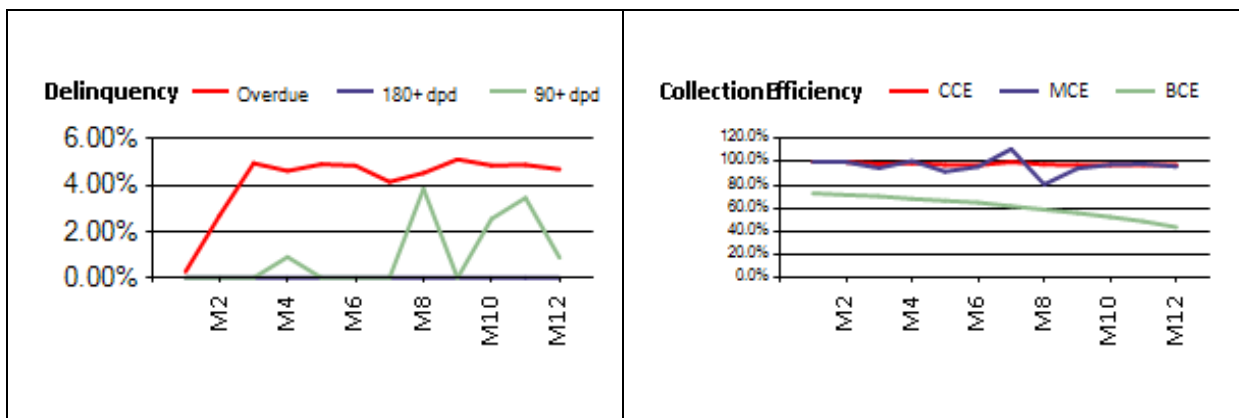 Delinquency Overdue 180+ dpd 90+ dpd
6.00%
4.00%
2.00%
0.00%
M2 M4 M6 M8 M10 M12
Collection Efficiency CCE MCE BCE
120.0%
100.0%
80.0%
60.0%
40.0%
20.0%
0.0%
M2 M4 M6 M8 M10 M12